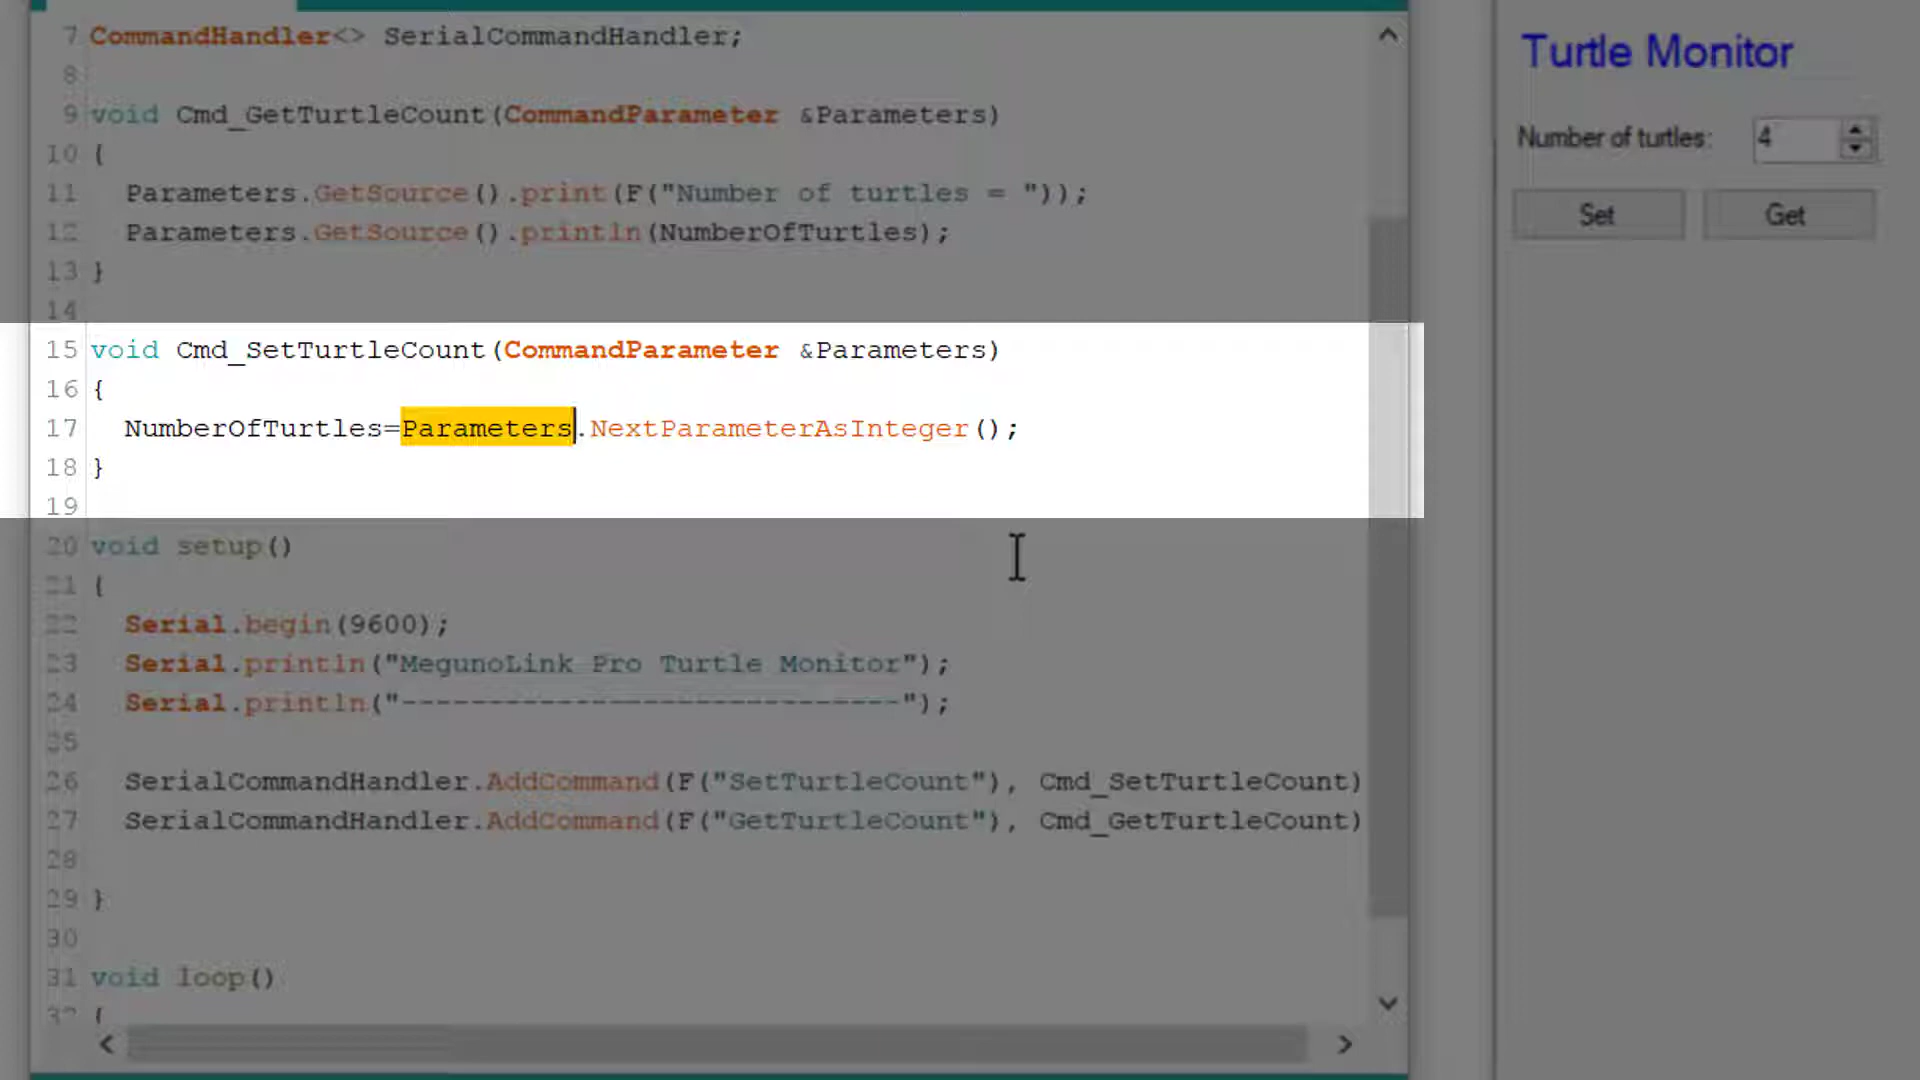 7 CommandHandler<> SerialCommandHandler;
8
9 void Cmd_GetTurtleCount(CommandParameter &Parameters)
10 {
11 Parameters.GetSource().print(F("Number of turtles = "));
12 Parameters.GetSource().println(NumberOfTurtles);
13 }
14
15 void Cmd_SetTurtleCount(CommandParameter &Parameters)
16 {
17 NumberOfTurtles=Parameters.NextParameterAsInteger();
18 }
19
20 void setup()
21 {
22 Serial.begin(9600);
23 Serial.println("MegunoLink Pro Turtle Monitor");
24 Serial.println("-----------------------------");
25
26 SerialCommandHandler.AddCommand(F("SetTurtleCount"), Cmd_SetTurtleCount)
27 SerialCommandHandler.AddCommand(F("GetTurtleCount"), Cmd_GetTurtleCount)
28
29 }
30
31 void loop()
32 {
Turtle Monitor
Number of turtles: 4
Set Get